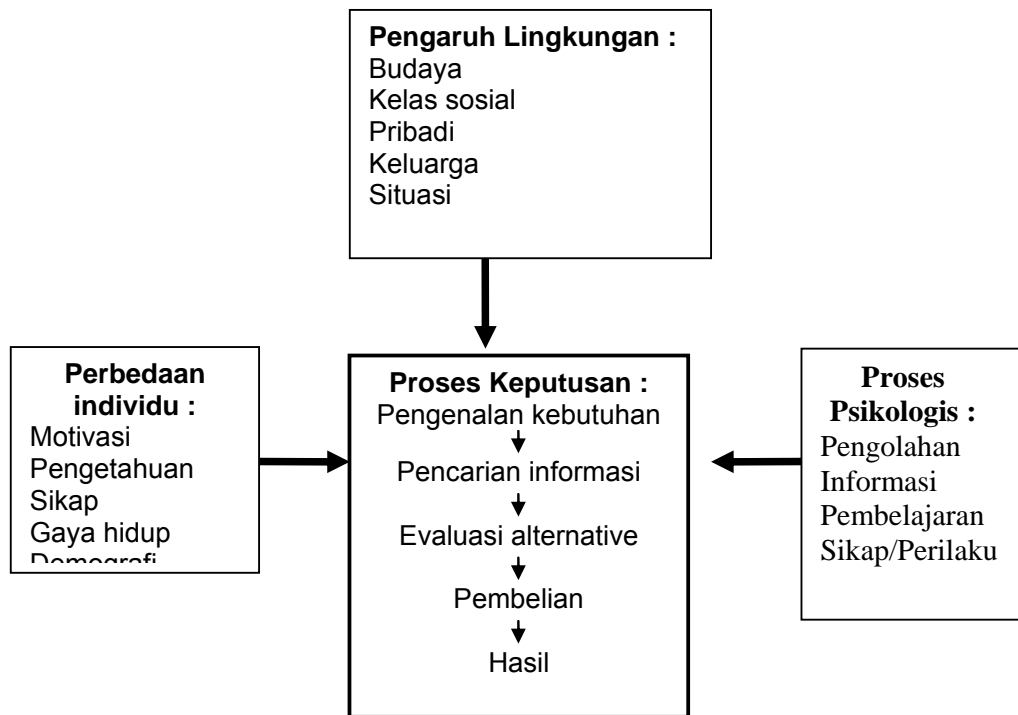 Pengaruh Lingkungan :
Budaya
Kelas sosial
Pribadi
Keluarga
Situasi
Perbedaan
individu :
Motivasi
Pengetahuan
Sikap
Gaya hidup
Demografi
Proses Keputusan :
Pengenalan kebutuhan
Pencarian informasi
Evaluasi alternative
Pembelian
Hasil
Proses
Psikologis :
Pengolahan
Informasi
Pembelajaran
Sikap/Perilaku